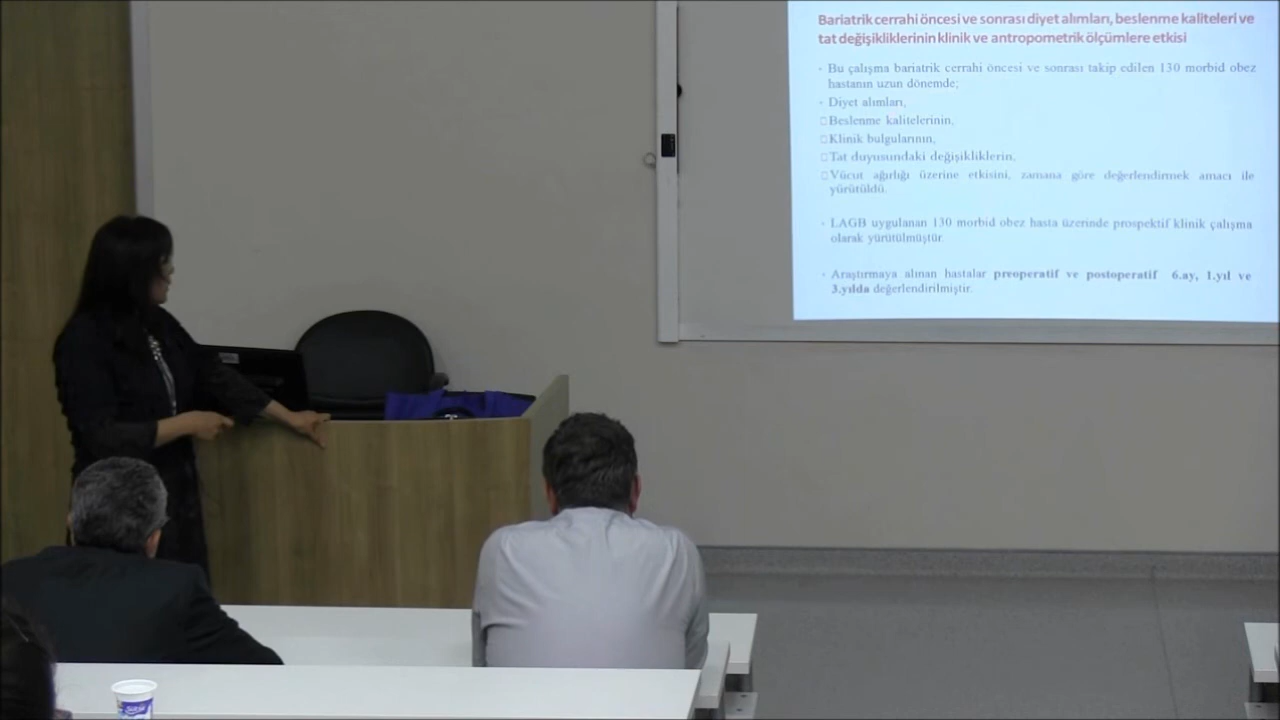 Bariatrik cerrahi öncesi ve sonrası diyet alımları, beslenme kaliteleri ve
tat değişikliklerinin klinik ve antropometrik ölçümlere etkisi
Bu çalışma bariatrik cerrahi öncesi ve sonrası takip edilen 130 morbid obez
hastanın uzun dönemde;
Diyet alımları,
Beslenme kalitelerinin,
Klinik bulgularının,
Tat duyusundaki değişikliklerin,
Vücut ağırlığı üzerine etkisini, zamana göre değerlendirmek amacı ile
yürütüldü.
LAGB uygulanan 130 morbid obez hasta üzerinde prospektif klinik çalışma
olarak yürütülmüştür.
Araştırmaya alınan hastalar preoperatif ve postoperatif 6.ay, 1.yıl ve
3.yılda değerlendirilmiştir.